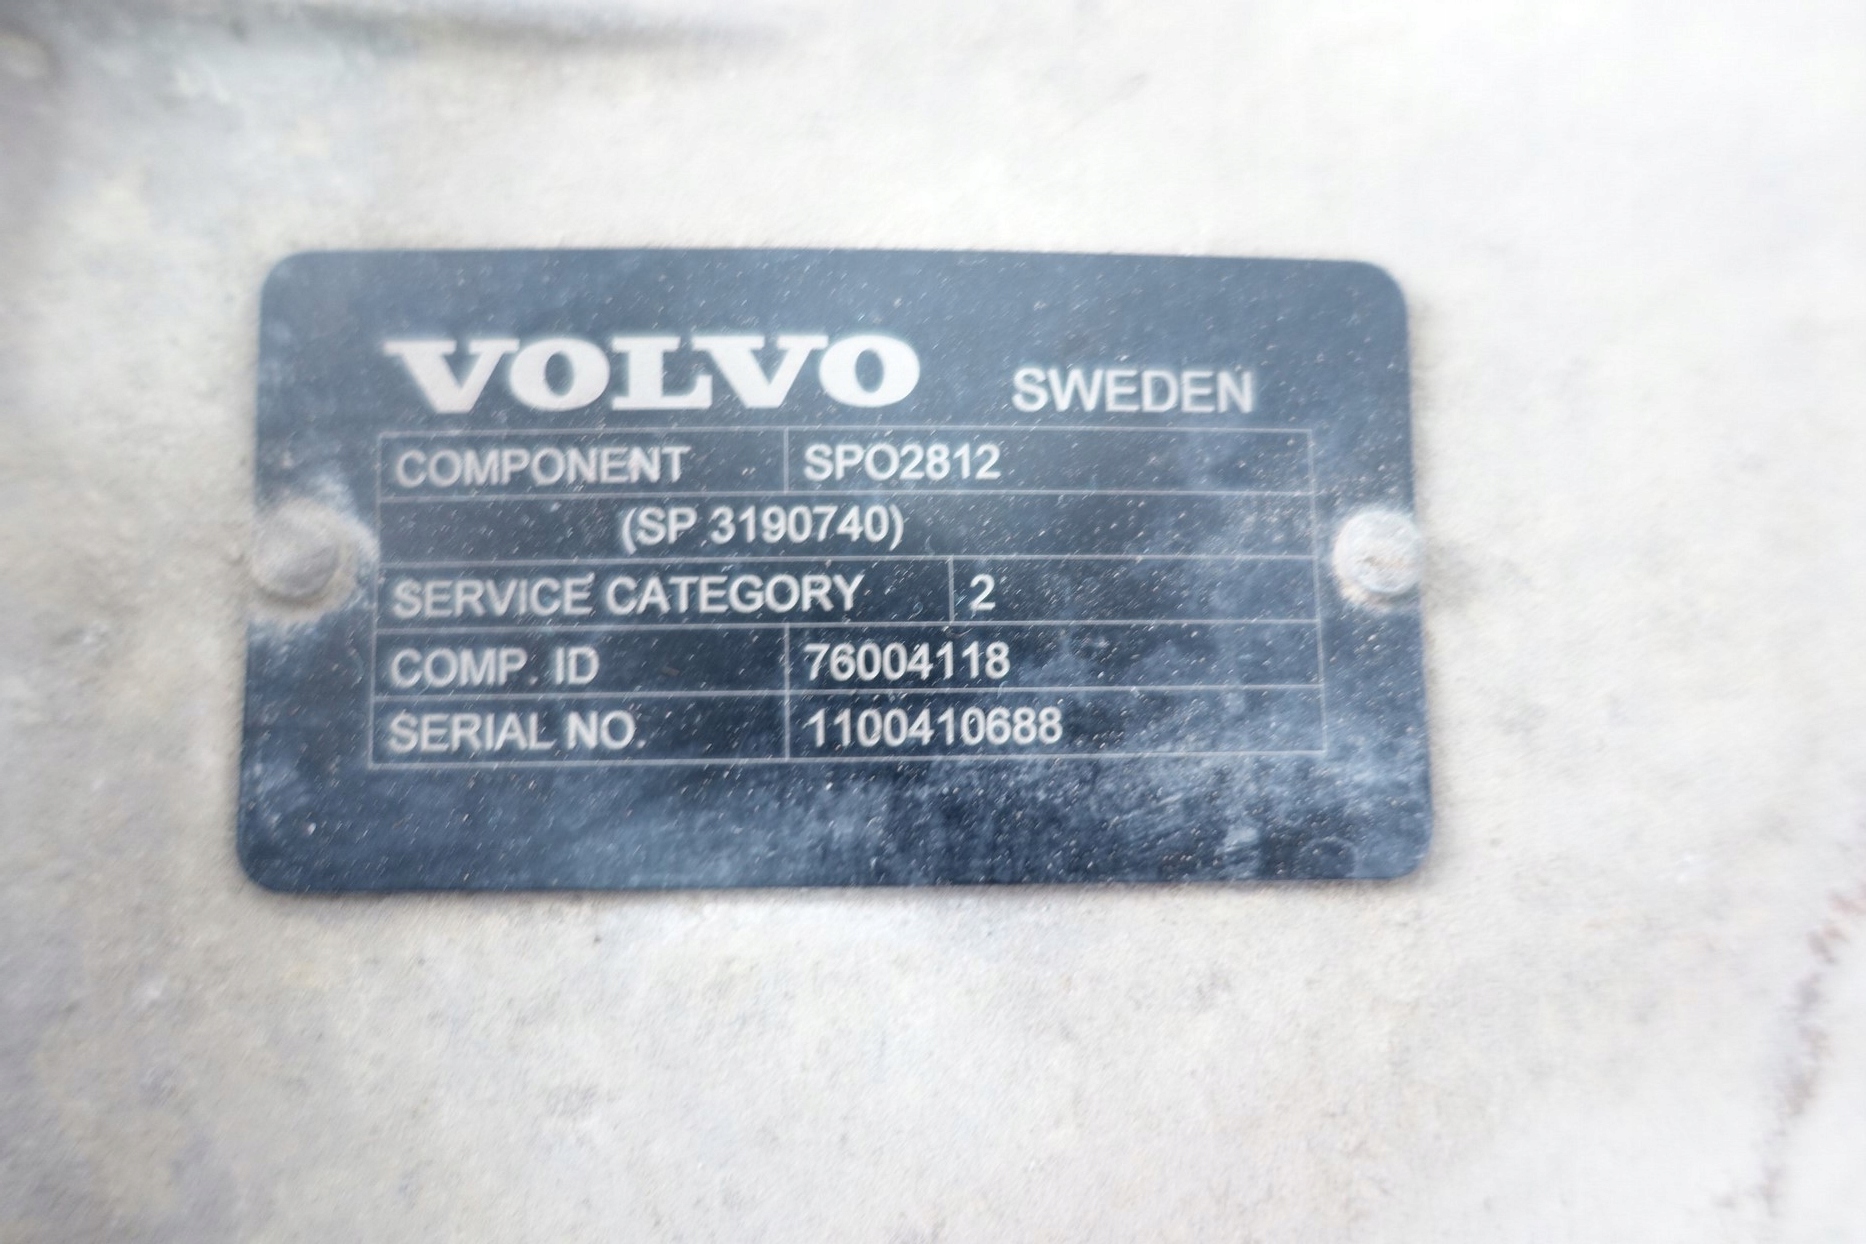 VOLVO SWEDEN
COMPONENT SPO2812
(SP 3190740)
SERVICE CATEGORY 2
COMP. ID 76004118
SERIAL NO. 1100410688